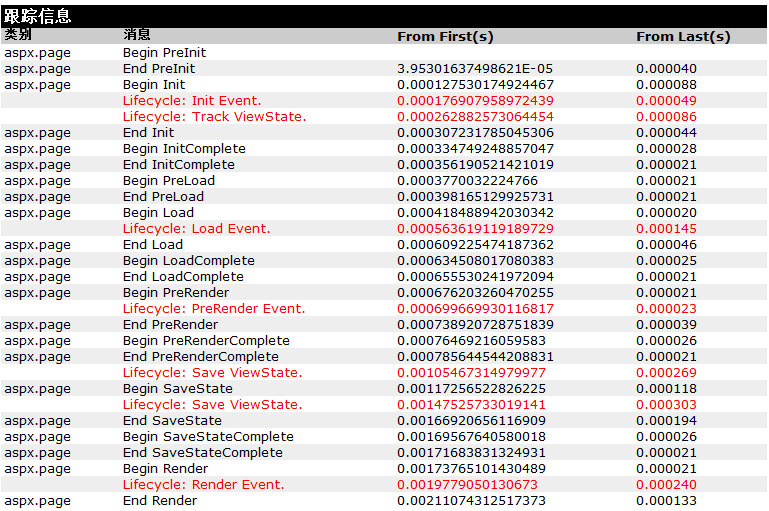 跟踪信息
类别 消息 From First(s) From Last(s)
aspx.page Begin PreInit
aspx.page End PreInit 3.95301637498621E-05 0.000040
aspx.page Begin Init 0.000127530174924467 0.000088
Lifecycle: Init Event. 0.000176907958972439 0.000049
Lifecycle: Track ViewState. 0.000262882573064454 0.000086
aspx.page End Init 0.000307231785045306 0.000044
aspx.page Begin InitComplete 0.000334749248857047 0.000028
aspx.page End InitComplete 0.000356190521421019 0.000021
aspx.page Begin PreLoad 0.0003770032224766 0.000021
aspx.page End PreLoad 0.000398165129925731 0.000021
aspx.page Begin Load 0.000418488942030342 0.000020
Lifecycle: Load Event. 0.000563619119189729 0.000145
aspx.page End Load 0.000609225474187362 0.000046
aspx.page Begin LoadComplete 0.000634508017080383 0.000025
aspx.page End LoadComplete 0.000655530241972094 0.000021
aspx.page Begin PreRender 0.000676203260470255 0.000021
Lifecycle: PreRender Event. 0.000699669930116817 0.000023
aspx.page End PreRender 0.000738920728751839 0.000039
aspx.page Begin PreRenderComplete 0.00076469216059583 0.000026
aspx.page End PreRenderComplete 0.000785644544208831 0.000021
Lifecycle: Save ViewState. 0.00105467314979977 0.000269
aspx.page Begin SaveState 0.00117256522826225 0.000118
Lifecycle: Save ViewState. 0.00147525733019141 0.000303
aspx.page End SaveState 0.00166920656116909 0.000194
aspx.page Begin SaveStateComplete 0.00169567640580018 0.000026
aspx.page End SaveStateComplete 0.00171683831324931 0.000021
aspx.page Begin Render 0.00173765101430489 0.000021
Lifecycle: Render Event. 0.0019779050130673 0.000240
aspx.page End Render 0.00211074312517373 0.000133